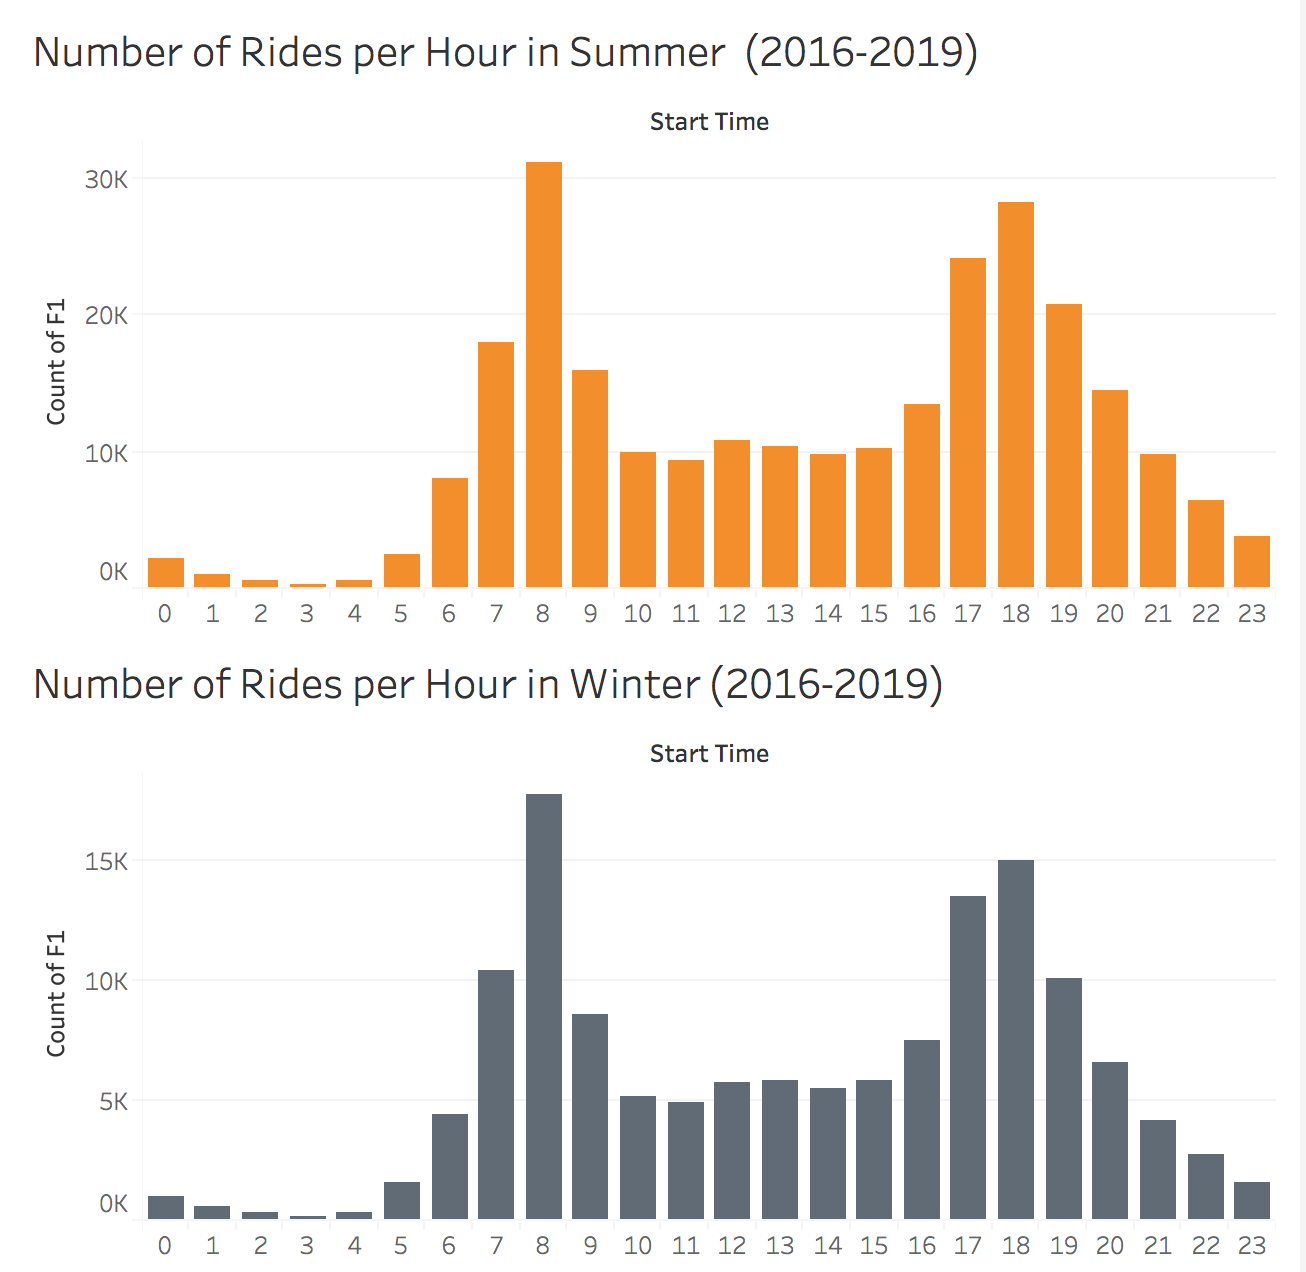 Number of Rides per Hour in Summer (2016-2019)
Start Time
30K
20K
10K
0K
Count of F1
0 1 2 3 4 5 6 7 8 9 10 11 12 13 14 15 16 17 18 19 20 21 22 23
Number of Rides per Hour in Winter (2016-2019)
Start Time
15K
10K
5K
0K
Count of F1
0 1 2 3 4 5 6 7 8 9 10 11 12 13 14 15 16 17 18 19 20 21 22 23